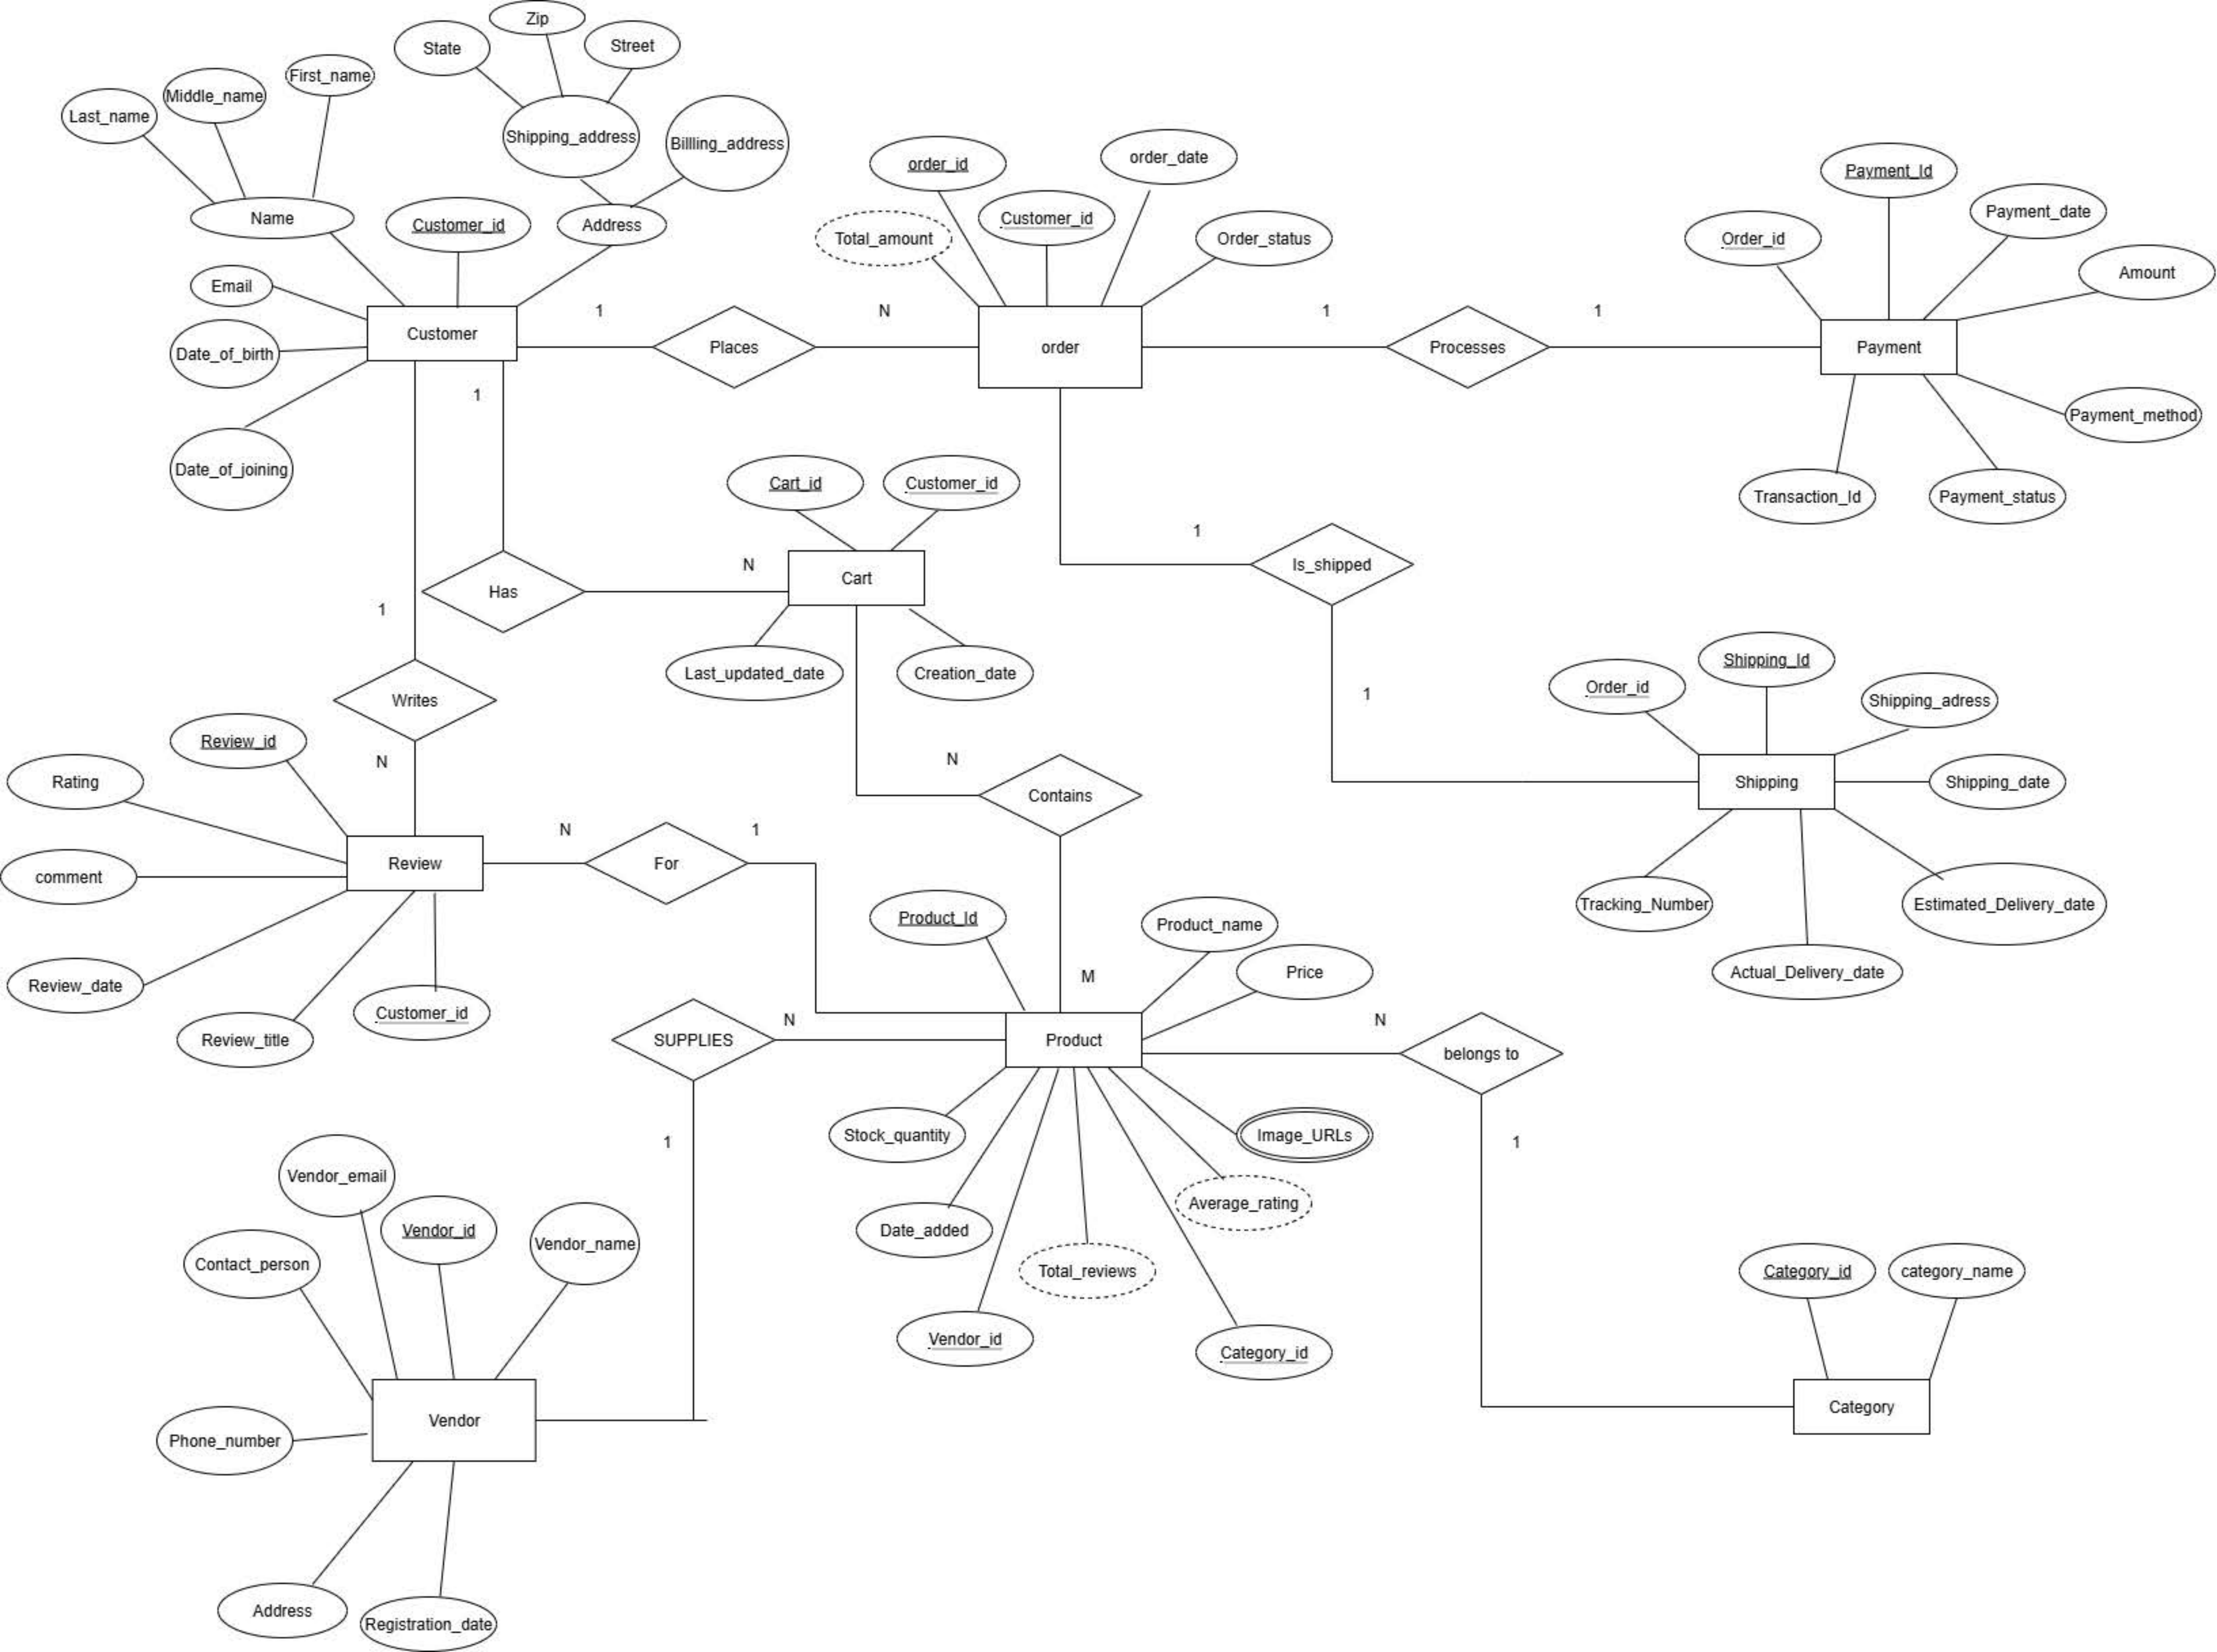 Zip
State
Street
First_name
Middle_name
Last_name
Shipping_address
Billling_address
Name
Customer_id
Address
Email
Date_of_birth
Date_of_joining
Customer
1
Places
N
order_id
order_date
Customer_id
Total_amount
Order_status
order
1
Processes
1
Payment_Id
Payment_date
Order_id
Amount
Payment
Payment_method
Transaction_Id
Payment_status
1
Has
N
Cart_id
Customer_id
Cart
Last_updated_date
Creation_date
1
Is_shipped
1
Shipping_Id
Order_id
Shipping_adress
Shipping
Shipping_date
Tracking_Number
Estimated_Delivery_date
Actual_Delivery_date
1
Writes
N
Review_id
Rating
Review
comment
Review_date
Review_title
Customer_id
N
For
1
N
Contains
M
Product_Id
Product_name
Price
Product
Stock_quantity
Image_URLs
Average_rating
Date_added
Total_reviews
Vendor_id
Category_id
SUPPLIES
N
1
N
belongs to
1
Vendor_email
Vendor_id
Vendor_name
Contact_person
Vendor
Phone_number
Address
Registration_date
Category_id
category_name
Category